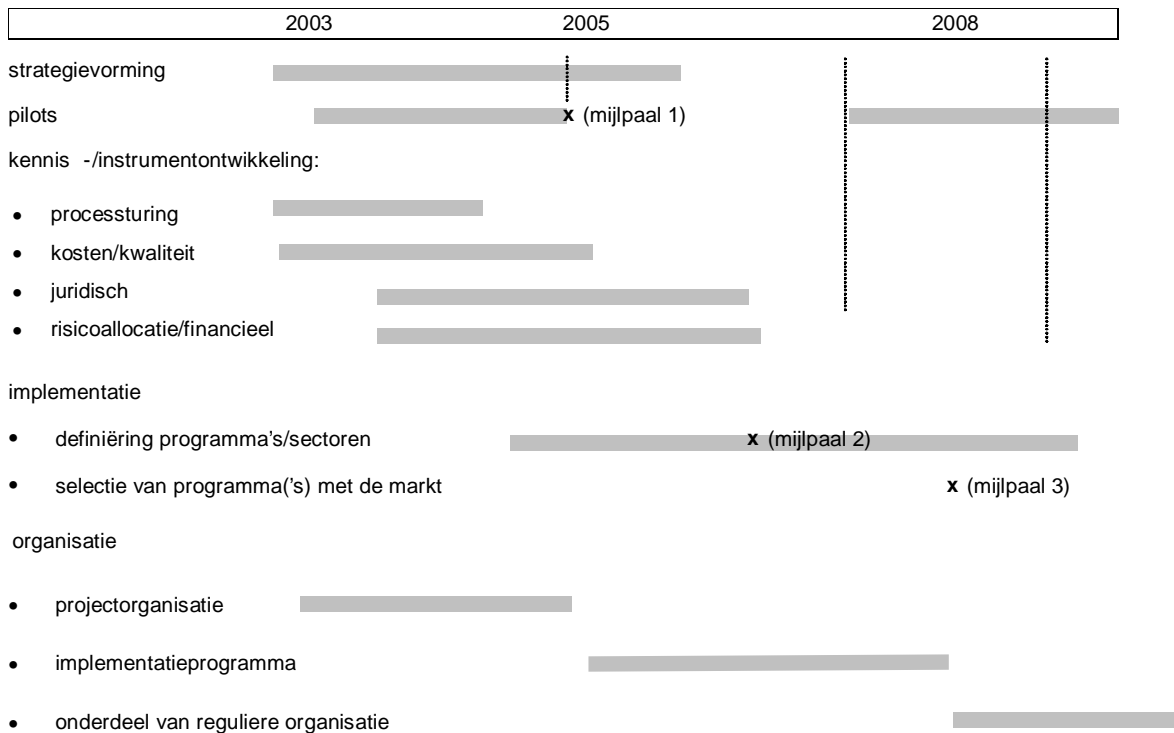 2003 2005 2008
strategievorming
pilots x (mijlpaal 1)
kennis -/instrumentontwikkeling:
• processturing
• kosten/kwaliteit
• juridisch
• risicoallocatie/financieel
implementatie
• definiëring programma's/sectoren x (mijlpaal 2)
• selectie van programma('s) met de markt x (mijlpaal 3)
organisatie
• projectorganisatie
• implementatieprogramma
• onderdeel van reguliere organisatie